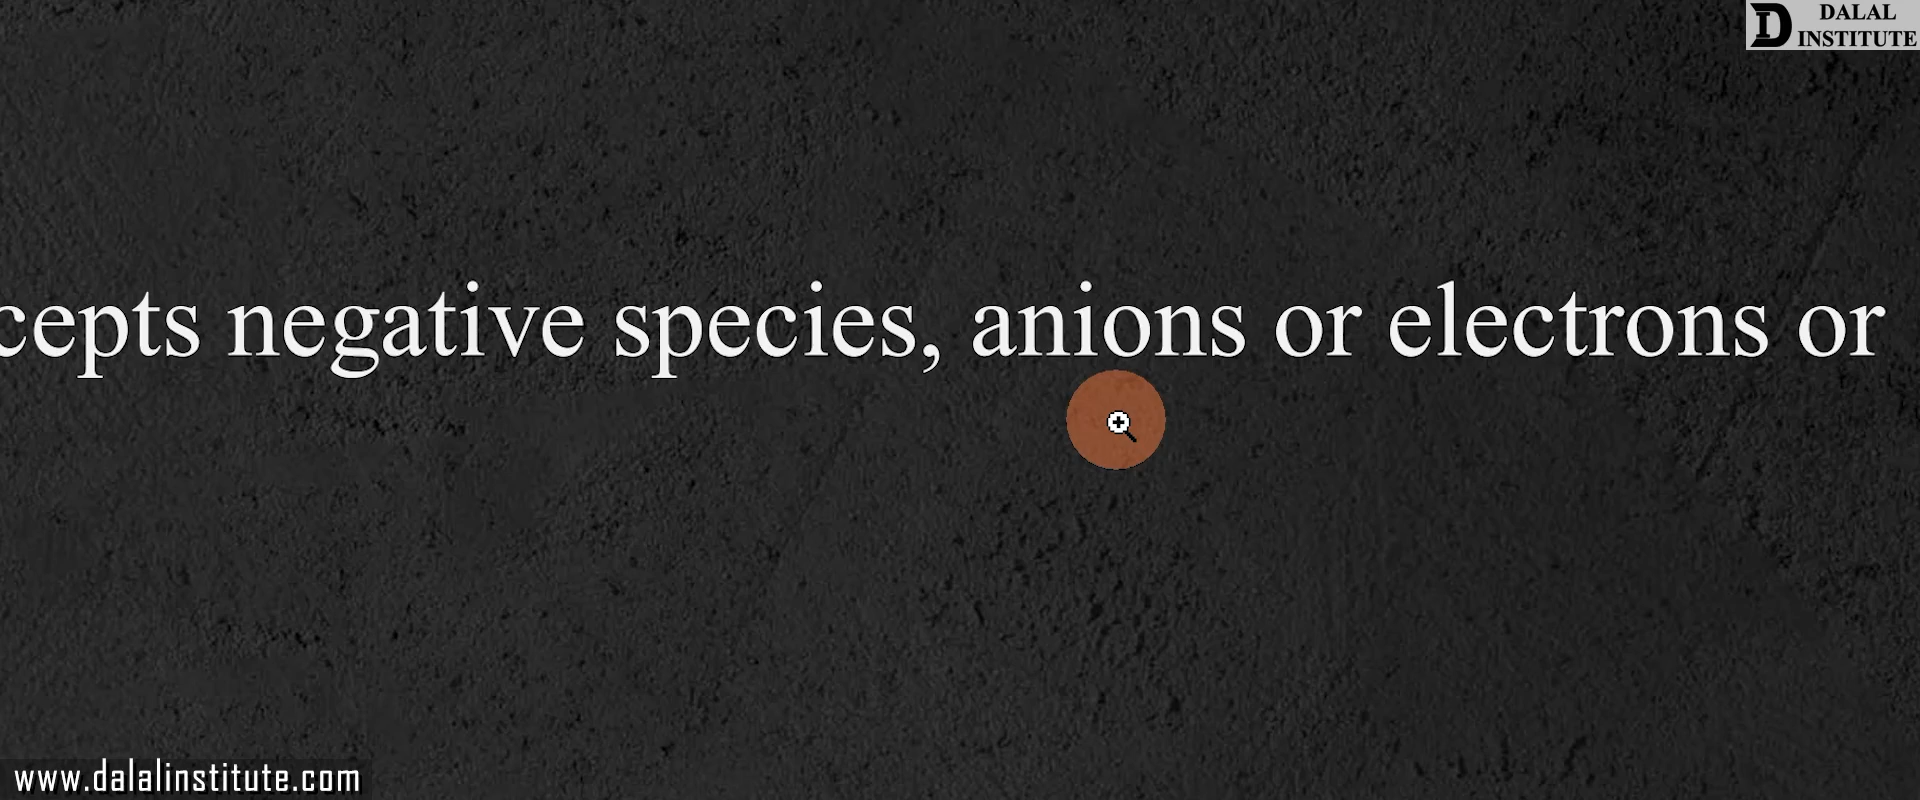 DALAL
INSTITUTE
cepts negative species, anions or electrons or
www.dalalinstitute.com